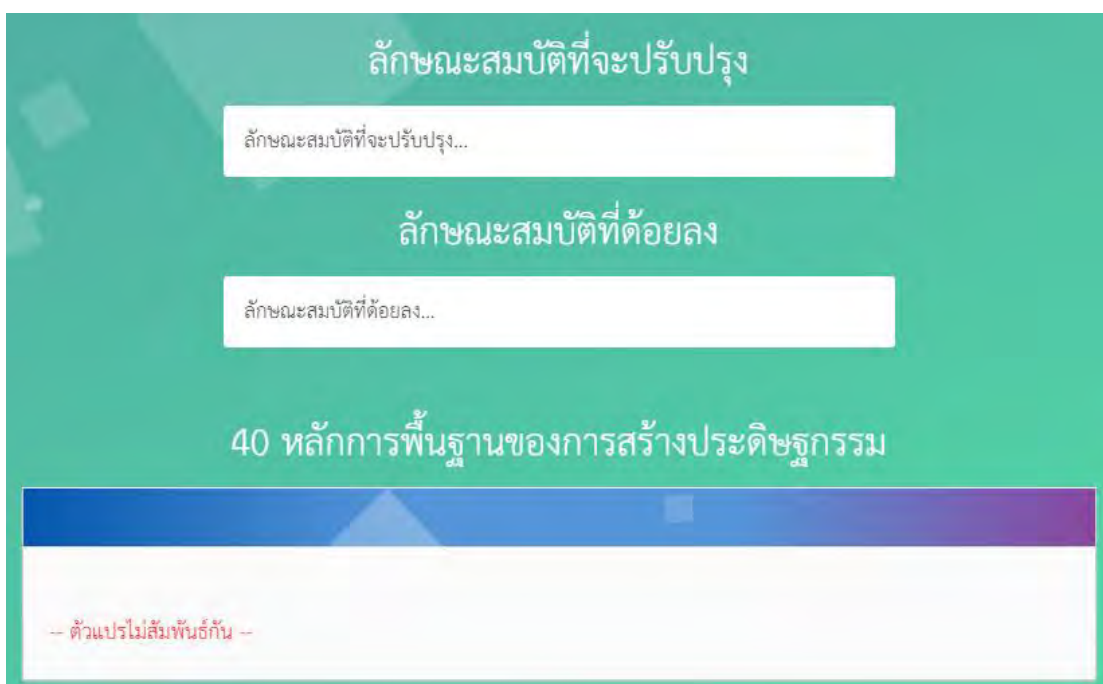 ลักษณะสมบัติที่จะปรับปรุง
ลักษณะสมบัติที่จะปรับปรุง...
ลักษณะสมบัติที่ด้อยลง
ลักษณะสมบัติที่ด้อยลง...
40 หลักการพื้นฐานของการสร้างประดิษฐกรรม
-- ตัวแปรไม่สัมพันธ์กัน --